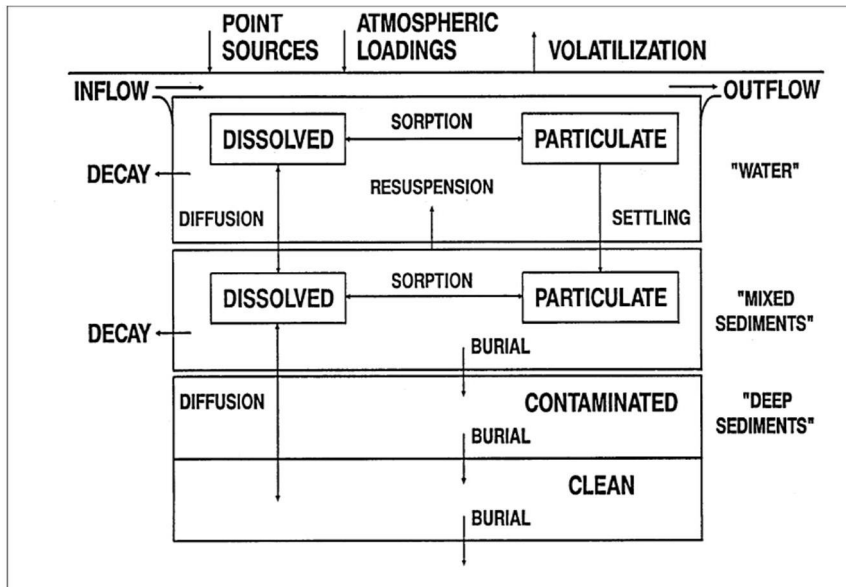 POINT
SOURCES
ATMOSPHERIC
LOADINGS
VOLATILIZATION
INFLOW
OUTFLOW
DISSOLVED
SORPTION
PARTICULATE
DECAY
"WATER"
RESUSPENSION
DIFFUSION
SETTLING
DISSOLVED
SORPTION
PARTICULATE
"MIXED
SEDIMENTS"
DECAY
BURIAL
DIFFUSION
CONTAMINATED
"DEEP
SEDIMENTS"
BURIAL
CLEAN
BURIAL